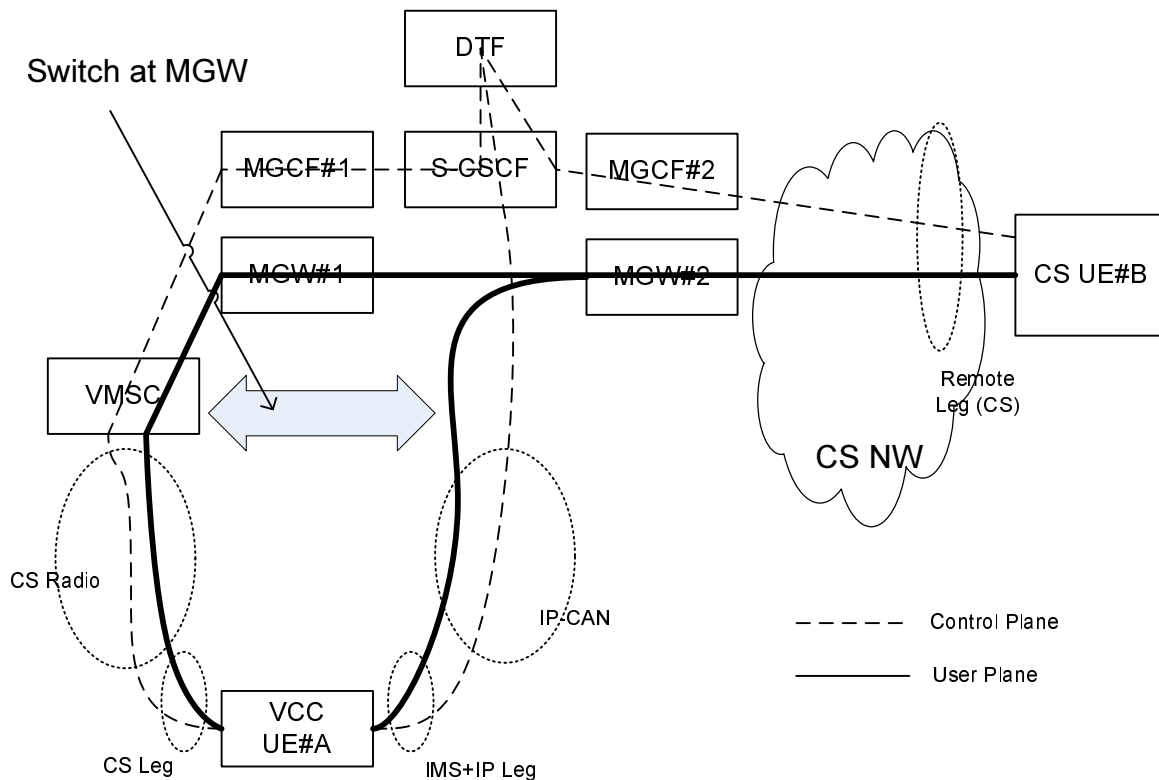 DTF
Switch at MGW
MGCF#1
S-CSCF
MGCF#2
MGW#1
MGW#2
CS UE#B
VMSC
Remote
Leg (CS)
CS NW
CS Radio
IP-CAN
Control Plane
User Plane
VCC
UE#A
CS Leg
IMS+IP Leg